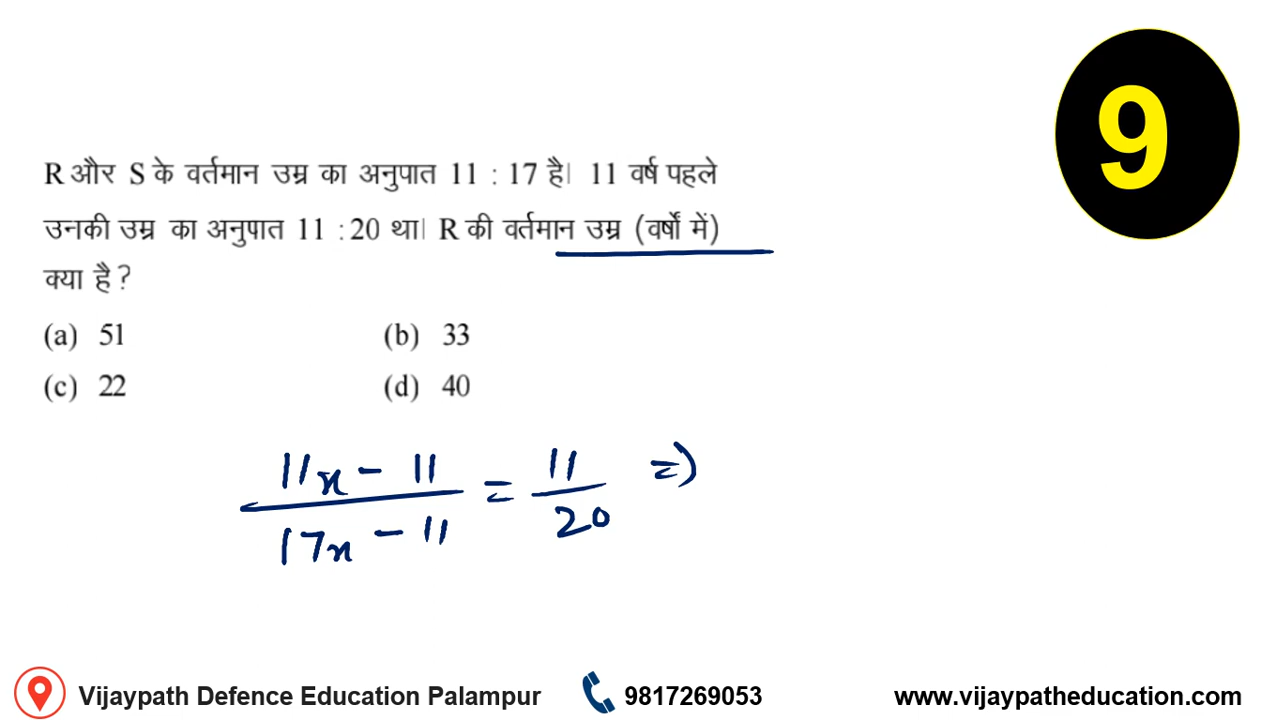 9
R और S के वर्तमान उम्र का अनुपात 11 : 17 है। 11 वर्ष पहले
उनकी उम्र का अनुपात 11 : 20 था। R की वर्तमान उम्र (वर्षों में)
क्या है?
(a) 51 (b) 33
(c) 22 (d) 40
11x - 11 / 17x - 11 = 11 / 20 =>
Vijaypath Defence Education Palampur 9817269053 www.vijaypatheducation.com